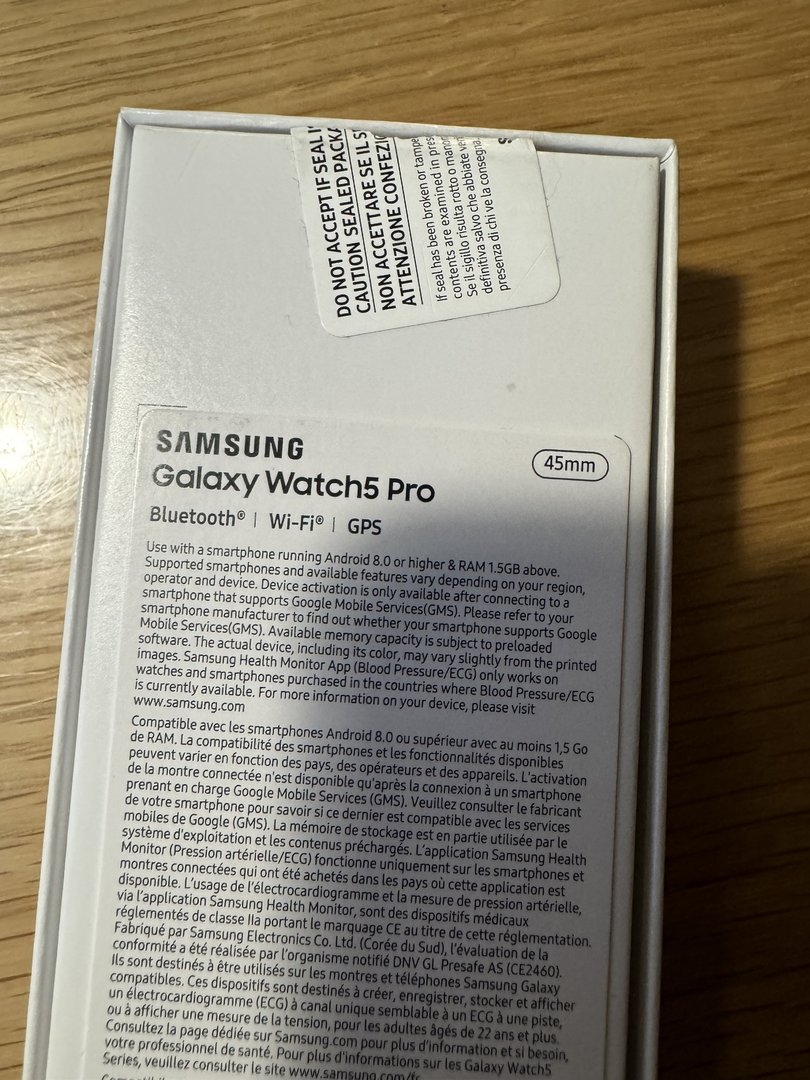 DO NOT ACCEPT IF SEAL
CAUTION SEALED
NON ACCETTARE SE IL
ATTENZIONE
If seal has been broken or
contents are examined in
Se il sigillo risulta rotto o
definitiva salvo che abbiate
presenza di chi ve la consegna.
SAMSUNG
Galaxy Watch5 Pro
45mm
Bluetooth® | Wi-Fi® | GPS
Use with a smartphone running Android 8.0 or higher & RAM 1.5GB above.
Supported smartphones and available features vary depending on your region,
operator and device. Device activation is only available after connecting to a
smartphone that supports Google Mobile Services(GMS). Please refer to your
smartphone manufacturer to find out whether your smartphone supports Google
Mobile Services(GMS). Available memory capacity is subject to preloaded
software. The actual device, including its color, may vary slightly from the printed
images. Samsung Health Monitor App (Blood Pressure/ECG) only works on
watches and smartphones purchased in the countries where Blood Pressure/ECG
is currently available. For more information on your device, please visit
www.samsung.com
Compatible avec les smartphones Android 8.0 ou supérieur avec au moins 1,5 Go
de RAM. La compatibilité des smartphones et les fonctionnalités disponibles
peuvent varier en fonction des pays, des opérateurs et des appareils. L'activation
de la montre connectée n'est disponible qu'après la connexion à un smartphone
prenant en charge Google Mobile Services (GMS). Veuillez consulter le fabricant
de votre smartphone pour savoir si ce dernier est compatible avec les services
mobiles de Google (GMS). La mémoire de stockage est en partie utilisée par le
système d'exploitation et les contenus préchargés. L'application Samsung Health
Monitor (Pression artérielle/ECG) fonctionne uniquement sur les smartphones et
montres connectées qui ont été achetés dans les pays où cette application est
disponible. L'usage de l'électrocardiogramme et la mesure de pression artérielle,
via l'application Samsung Health Monitor, sont des dispositifs médicaux
réglementés de classe IIa portant le marquage CE au titre de cette réglementation.
Fabriqué par Samsung Electronics Co. Ltd. (Corée du Sud), l'évaluation de la
conformité a été réalisée par l'organisme notifié DNV GL Presafe AS (CE2460).
Ils sont destinés à être utilisés sur les montres et téléphones Samsung Galaxy
compatibles. Ces dispositifs sont destinés à créer, enregistrer, stocker et afficher
un électrocardiogramme (ECG) à canal unique semblable à un ECG à une piste,
ou à afficher une mesure de la tension, pour les adultes âgés de 22 ans et plus.
Consultez la page dédiée sur Samsung.com pour plus d'information et si besoin,
votre professionnel de santé. Pour plus d'informations sur les Galaxy Watch5
Series, veuillez consulter le site www.samsung.com/fr